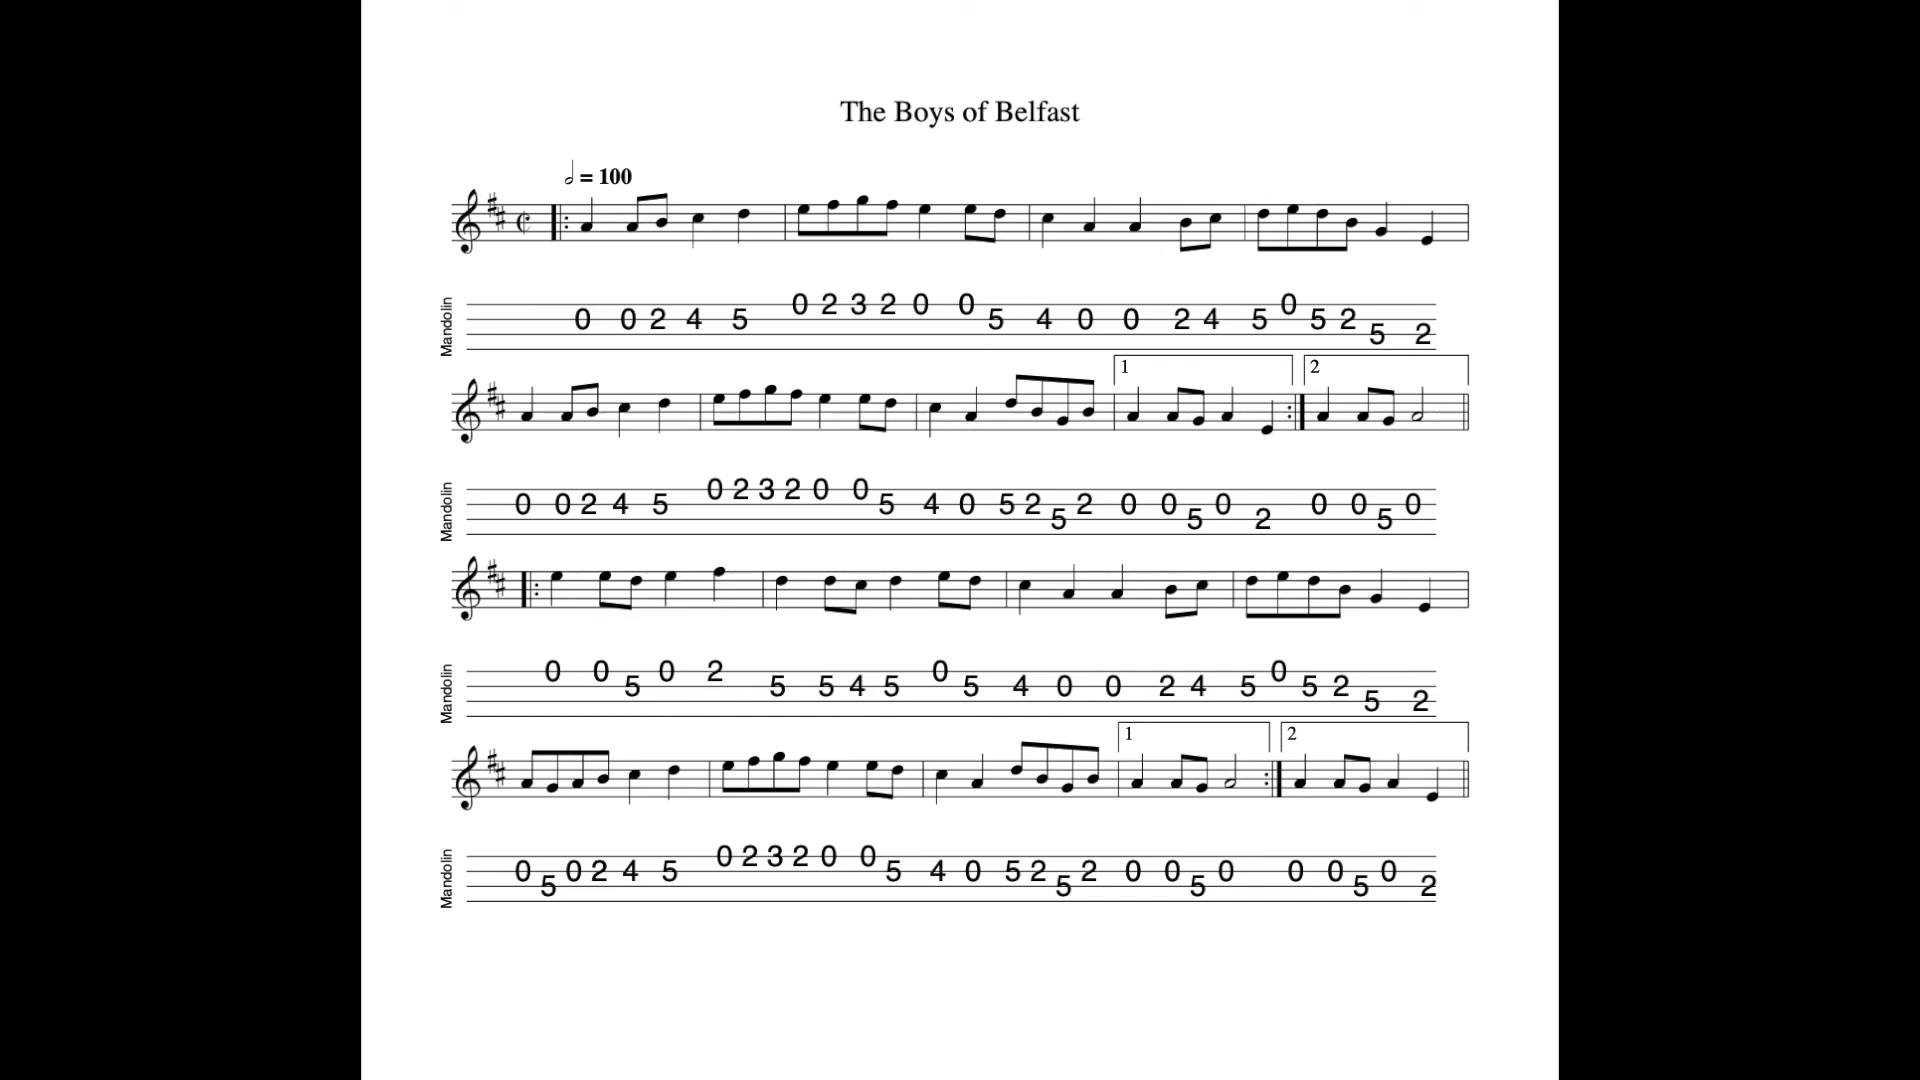 The Boys of Belfast
= 100
Mandolin
0 0 2 4 5 0 2 3 2 0 0 5 4 0 0 2 4 5 0 5 2 5 2
1 2
Mandolin
0 0 2 4 5 0 2 3 2 0 0 5 4 0 5 2 5 2 0 0 5 0 2 0 0 5 0
Mandolin
0 0 5 0 2 5 5 4 5 0 5 4 0 0 2 4 5 0 5 2 5 2
1 2
Mandolin
0 5 0 2 4 5 0 2 3 2 0 0 5 4 0 5 2 5 2 0 0 5 0 0 0 5 0 2